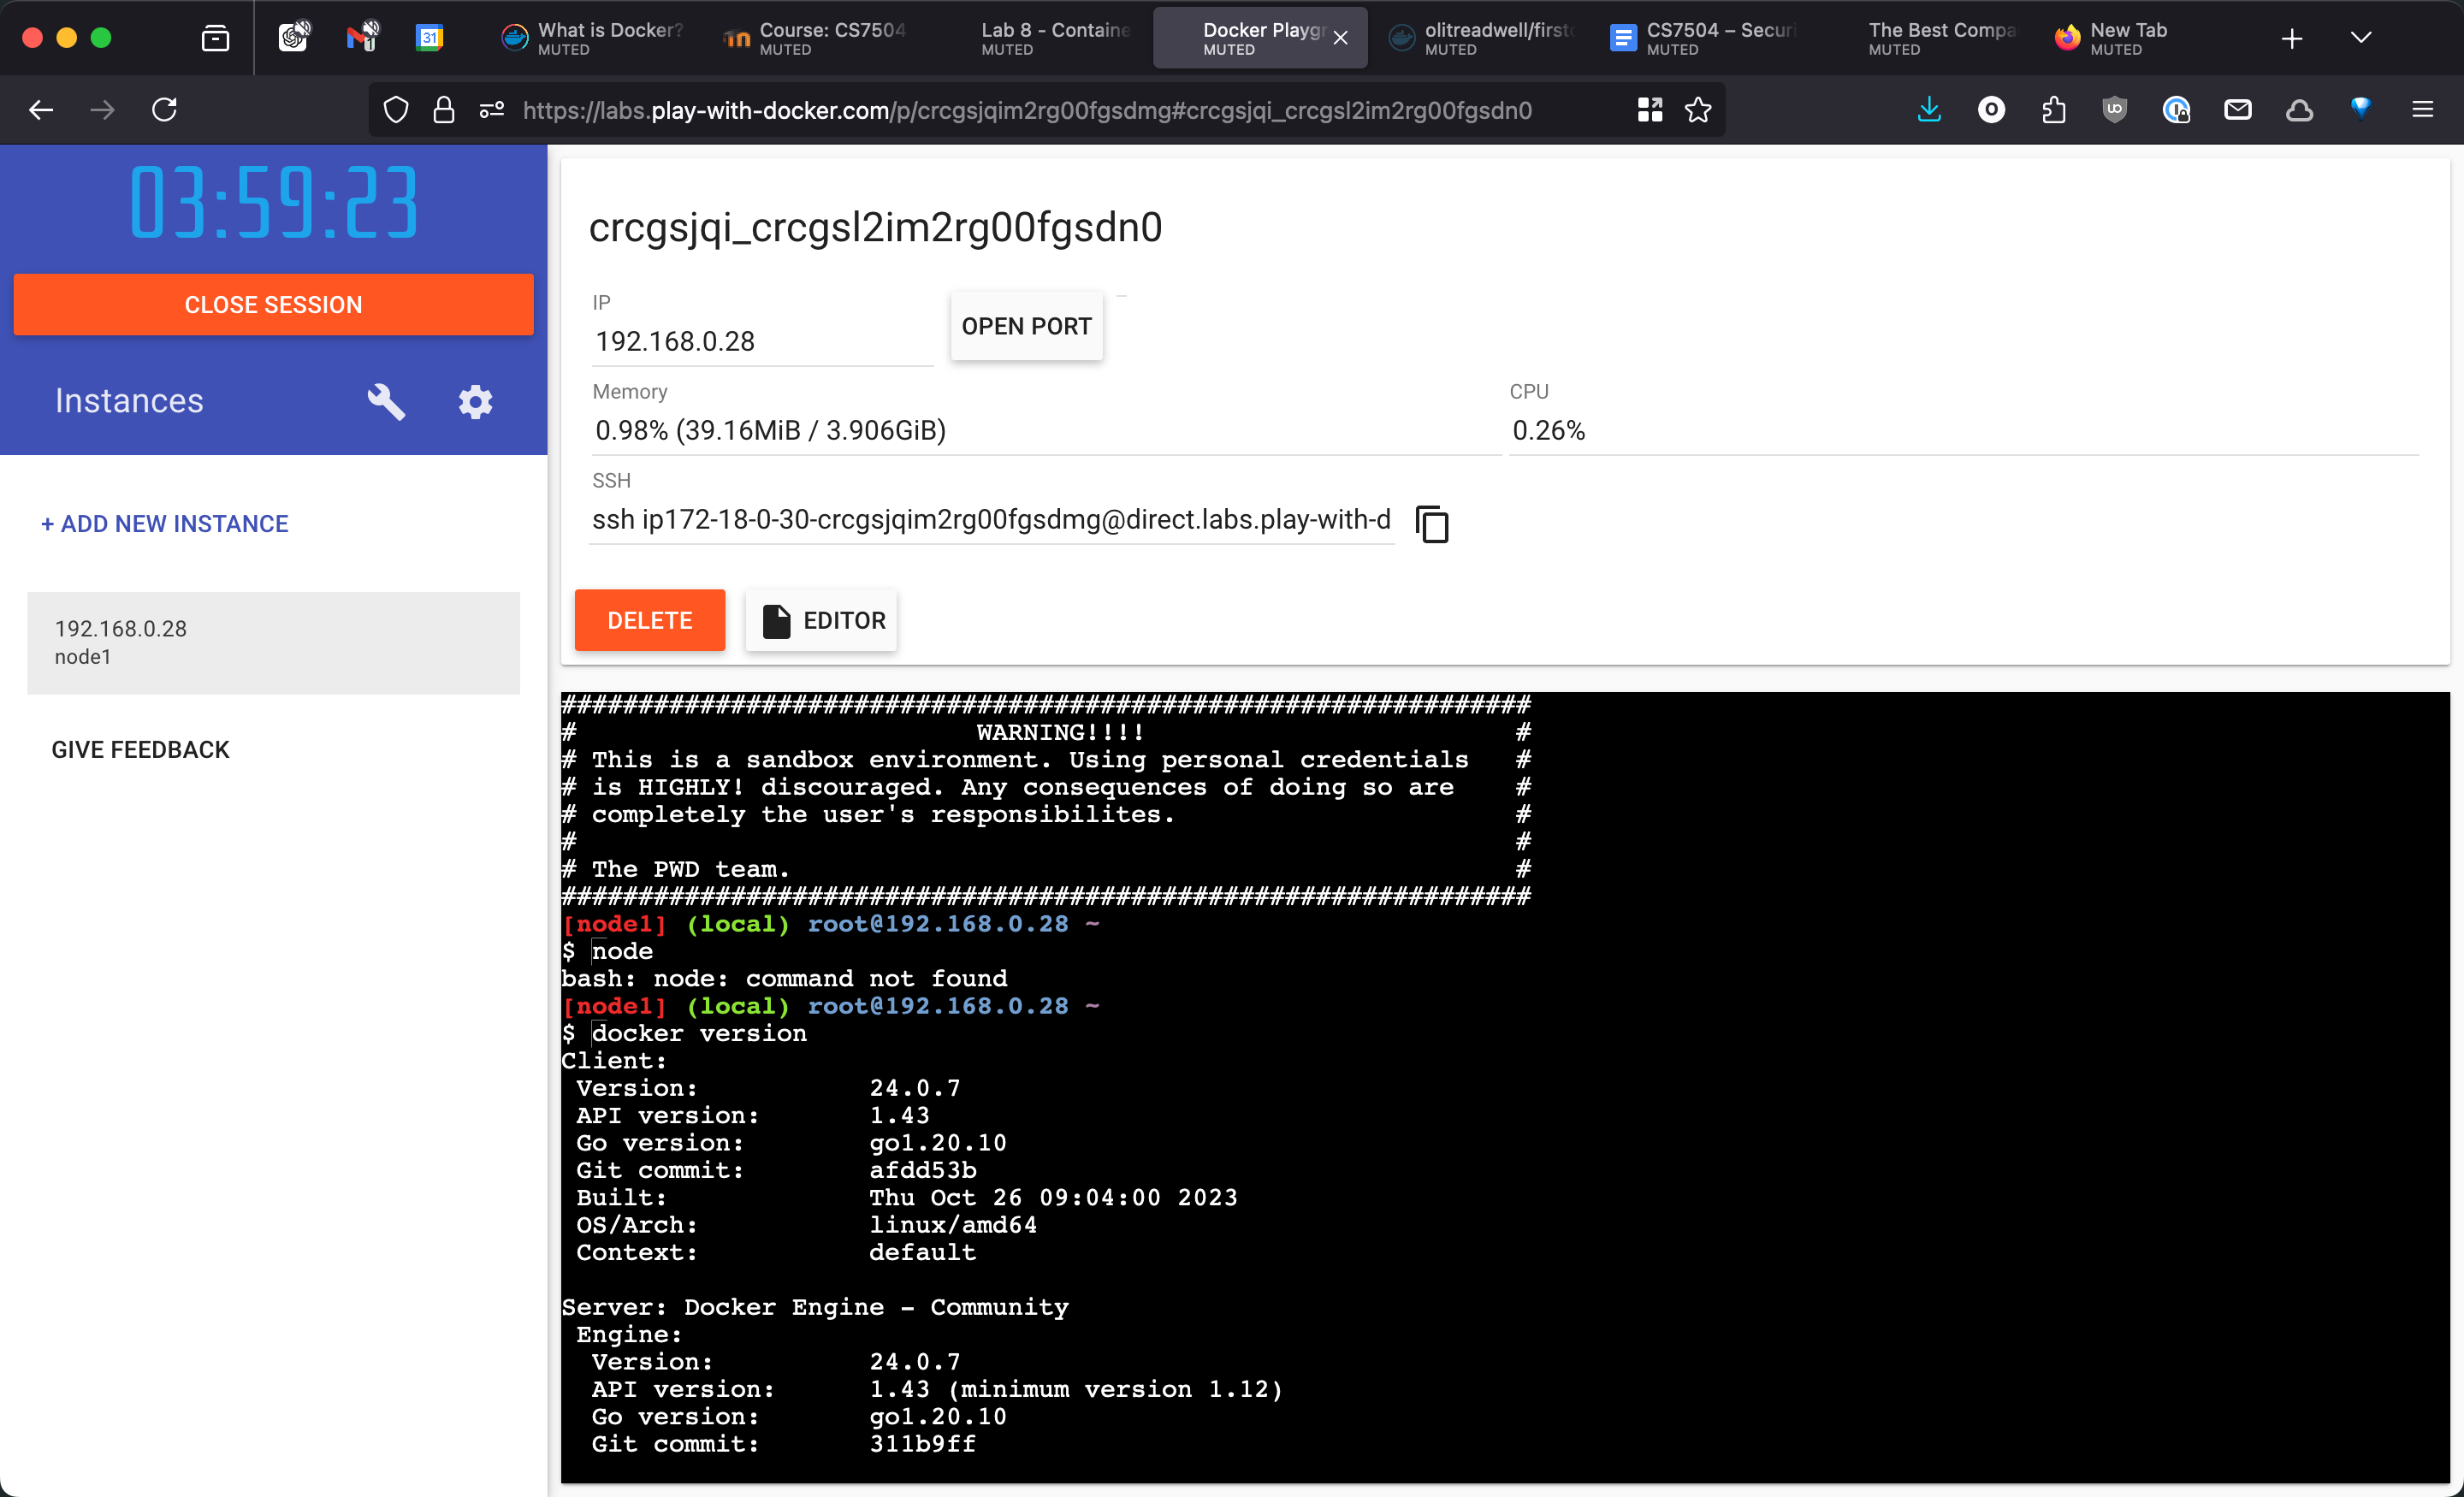 What is Docker?
MUTED
Course: CS7504
MUTED
Lab 8 - Containe
MUTED
Docker Playgr
MUTED
olitreadwell/firstc
MUTED
CS7504 – Securi
MUTED
The Best Compa
MUTED
New Tab
MUTED
31
https://labs.play-with-docker.com/p/crcgsjqim2rg00fgsdmg#crcgsjqi_crcgsl2im2rg00fgsdn0
03:59:23
CLOSE SESSION
Instances
+ ADD NEW INSTANCE
192.168.0.28
node1
GIVE FEEDBACK
crcgsjqi_crcgsl2im2rg00fgsdn0
IP
192.168.0.28
OPEN PORT
Memory
0.98% (39.16MiB / 3.906GiB)
CPU
0.26%
SSH
ssh ip172-18-0-30-crcgsjqim2rg00fgsdmg@direct.labs.play-with-d
DELETE
EDITOR
###############################################################
# WARNING!!!! #
# This is a sandbox environment. Using personal credentials #
# is HIGHLY! discouraged. Any consequences of doing so are #
# completely the user's responsibilites. #
# #
# The PWD team. #
###############################################################
[node1] (local) root@192.168.0.28 ~
$ node
bash: node: command not found
[node1] (local) root@192.168.0.28 ~
$ docker version
Client:
Version: 24.0.7
API version: 1.43
Go version: go1.20.10
Git commit: afdd53b
Built: Thu Oct 26 09:04:00 2023
OS/Arch: linux/amd64
Context: default
Server: Docker Engine - Community
Engine:
Version: 24.0.7
API version: 1.43 (minimum version 1.12)
Go version: go1.20.10
Git commit: 311b9ff